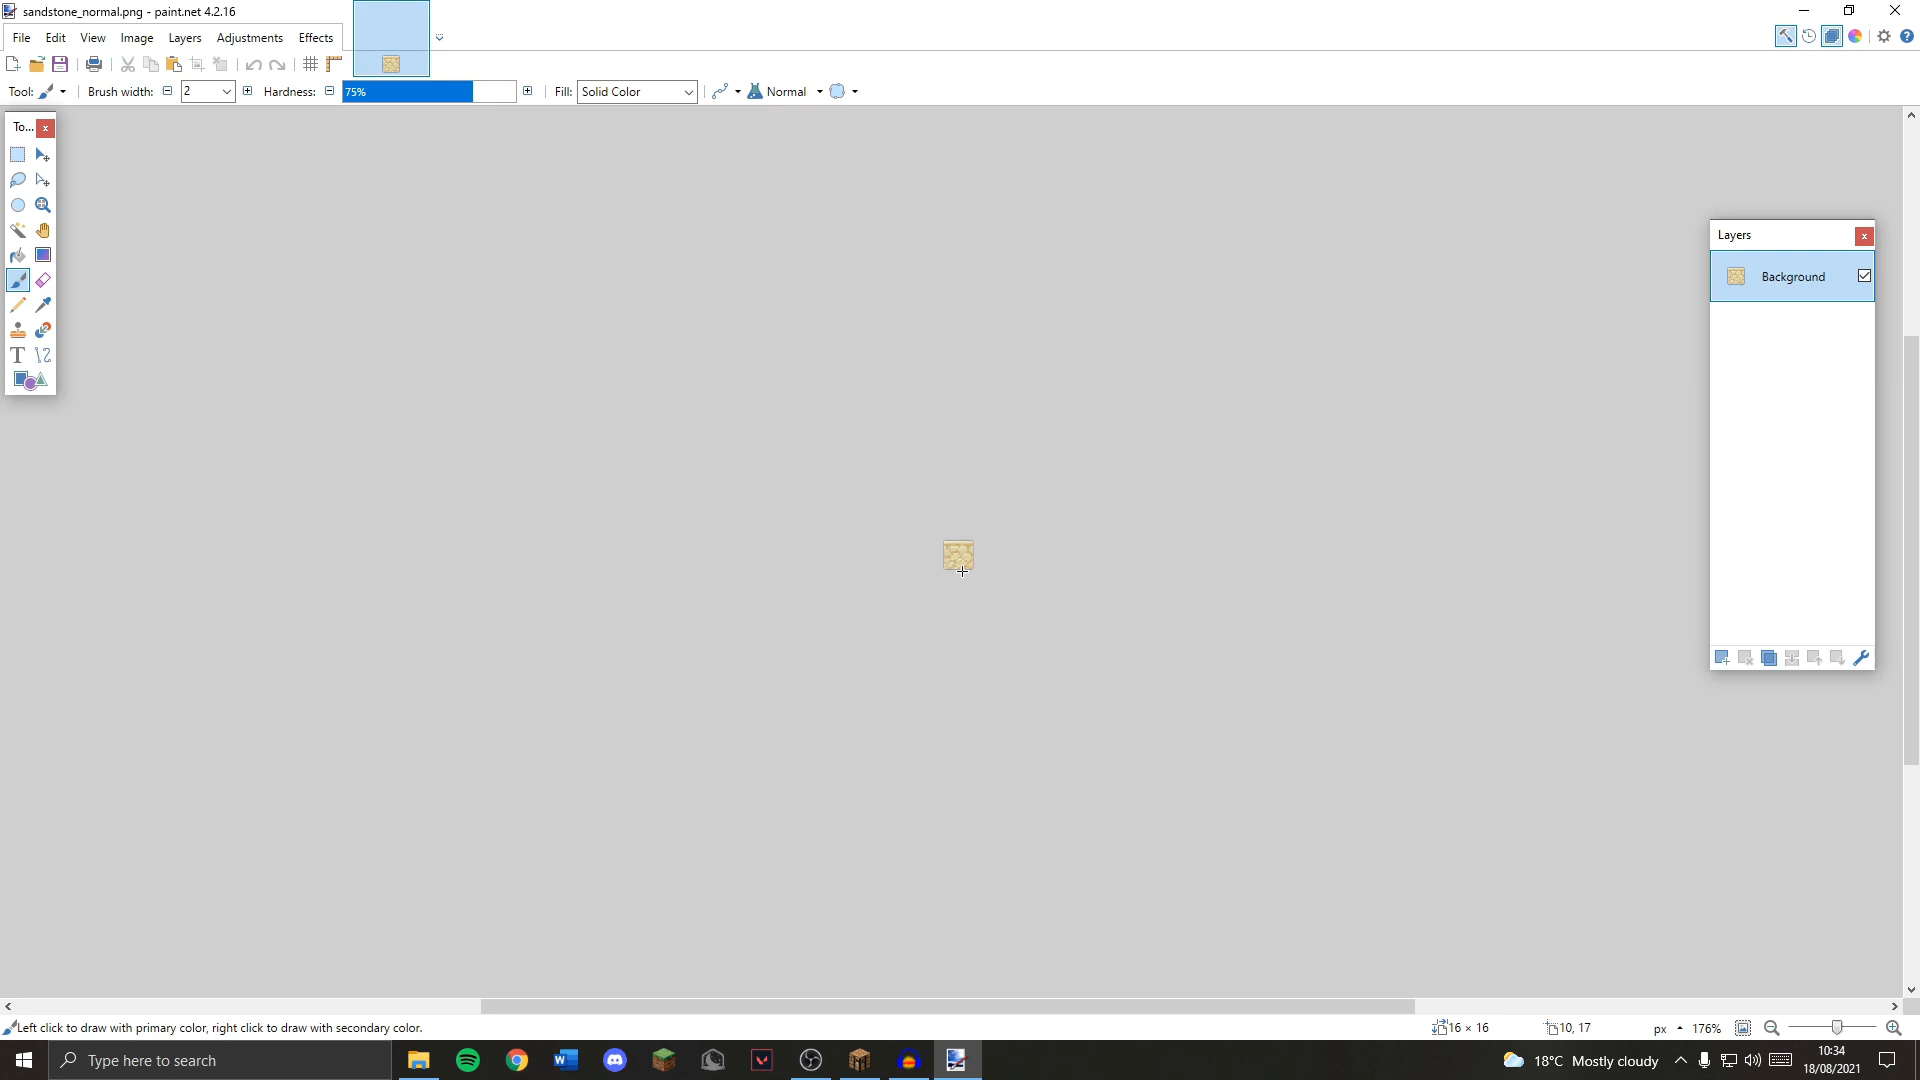 sandstone_normal.png - paint.net 4.2.16
File Edit View Image Layers Adjustments Effects
Tool: Brush width: 2 Hardness: 75% Fill: Solid Color Normal
To...
Layers
Background
Left click to draw with primary color, right click to draw with secondary color.
16 × 16
10, 17
px
176%
Type here to search
18°C Mostly cloudy
10:34
18/08/2021